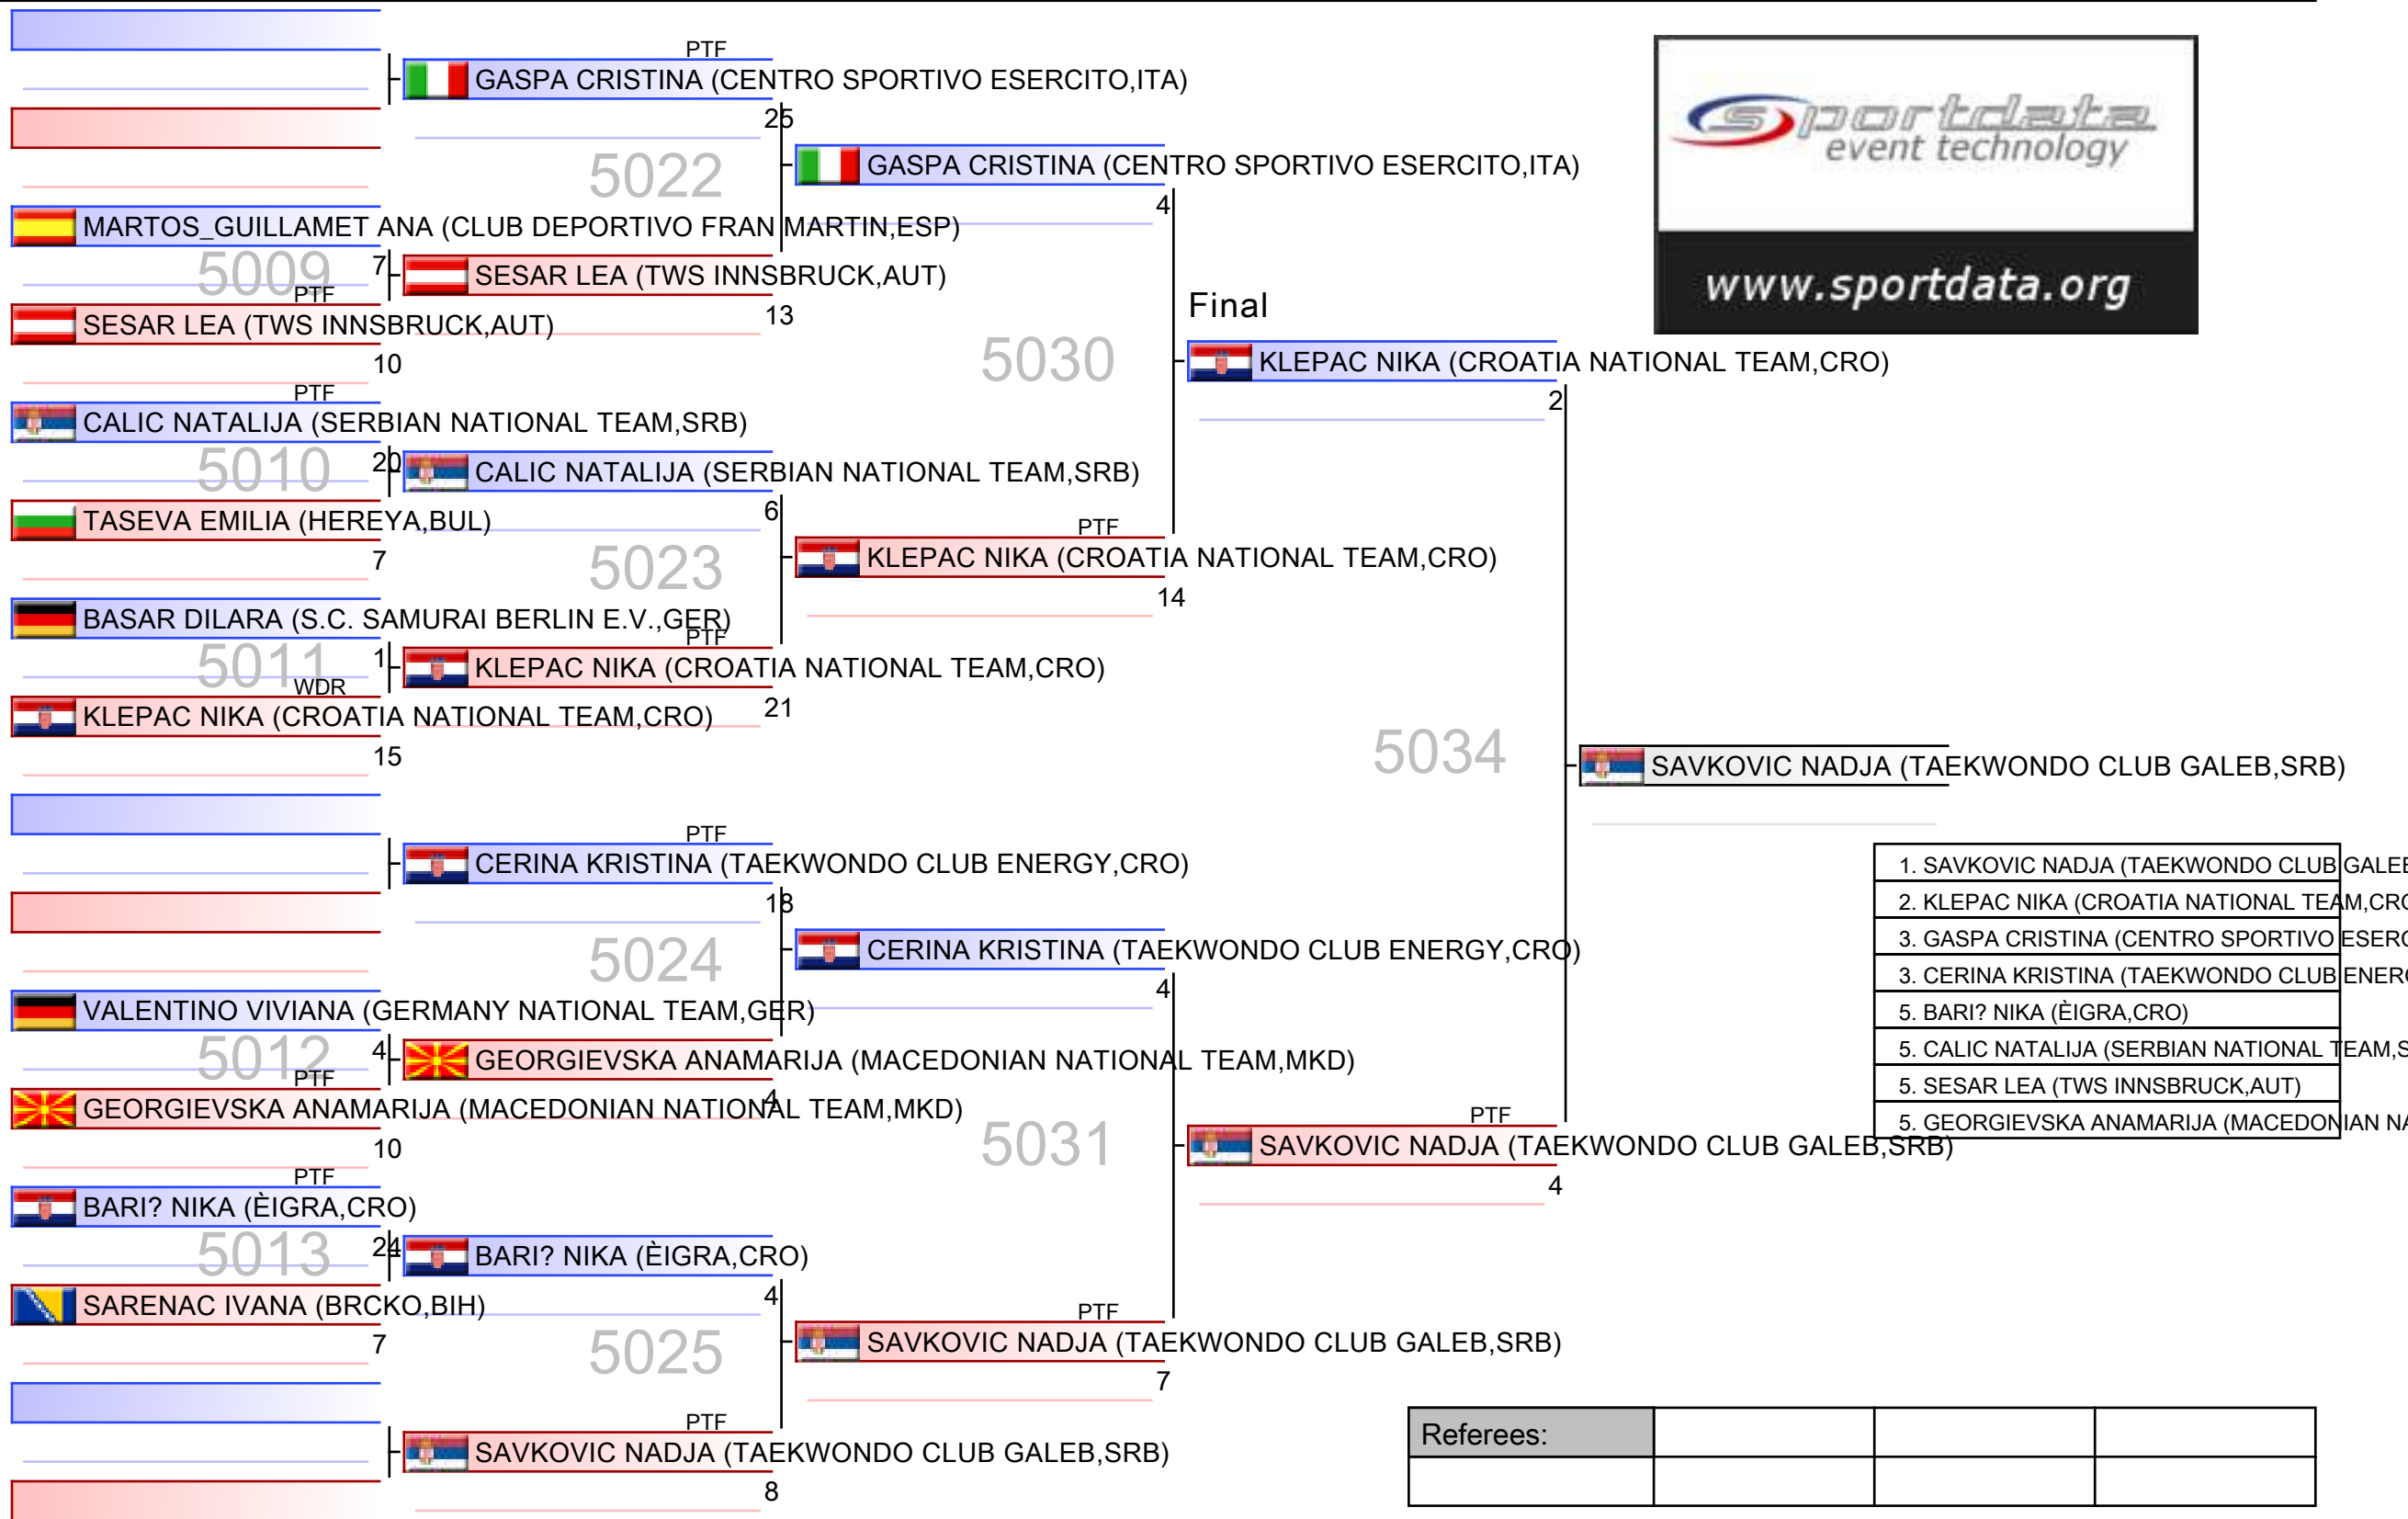 PTF
GASPA CRISTINA (CENTRO SPORTIVO ESERCITO,ITA)
25
5022
GASPA CRISTINA (CENTRO SPORTIVO ESERCITO,ITA)
4
MARTOS_GUILLAMET ANA (CLUB DEPORTIVO FRAN MARTIN,ESP)
7
5009
SESAR LEA (TWS INNSBRUCK,AUT)
13
PTF
SESAR LEA (TWS INNSBRUCK,AUT)
10
5030
Final
KLEPAC NIKA (CROATIA NATIONAL TEAM,CRO)
2
PTF
CALIC NATALIJA (SERBIAN NATIONAL TEAM,SRB)
20
5010
CALIC NATALIJA (SERBIAN NATIONAL TEAM,SRB)
6
TASEVA EMILIA (HEREYA,BUL)
7
5023
PTF
KLEPAC NIKA (CROATIA NATIONAL TEAM,CRO)
14
BASAR DILARA (S.C. SAMURAI BERLIN E.V.,GER)
1
5011
PTF
KLEPAC NIKA (CROATIA NATIONAL TEAM,CRO)
21
WDR
KLEPAC NIKA (CROATIA NATIONAL TEAM,CRO)
15
5034
SAVKOVIC NADJA (TAEKWONDO CLUB GALEB,SRB)
PTF
CERINA KRISTINA (TAEKWONDO CLUB ENERGY,CRO)
18
5024
CERINA KRISTINA (TAEKWONDO CLUB ENERGY,CRO)
4
VALENTINO VIVIANA (GERMANY NATIONAL TEAM,GER)
4
5012
GEORGIEVSKA ANAMARIJA (MACEDONIAN NATIONAL TEAM,MKD)
4
PTF
GEORGIEVSKA ANAMARIJA (MACEDONIAN NATIONAL TEAM,MKD)
10
5031
PTF
SAVKOVIC NADJA (TAEKWONDO CLUB GALEB,SRB)
4
PTF
BARI? NIKA (ÈIGRA,CRO)
24
5013
BARI? NIKA (ÈIGRA,CRO)
4
SARENAC IVANA (BRCKO,BIH)
7
5025
PTF
SAVKOVIC NADJA (TAEKWONDO CLUB GALEB,SRB)
7
PTF
SAVKOVIC NADJA (TAEKWONDO CLUB GALEB,SRB)
8
sportdata
event technology
www.sportdata.org
1. SAVKOVIC NADJA (TAEKWONDO CLUB GALEB
2. KLEPAC NIKA (CROATIA NATIONAL TEAM,CRO
3. GASPA CRISTINA (CENTRO SPORTIVO ESERC
3. CERINA KRISTINA (TAEKWONDO CLUB ENERG
5. BARI? NIKA (ÈIGRA,CRO)
5. CALIC NATALIJA (SERBIAN NATIONAL TEAM,S
5. SESAR LEA (TWS INNSBRUCK,AUT)
5. GEORGIEVSKA ANAMARIJA (MACEDONIAN NA
Referees: